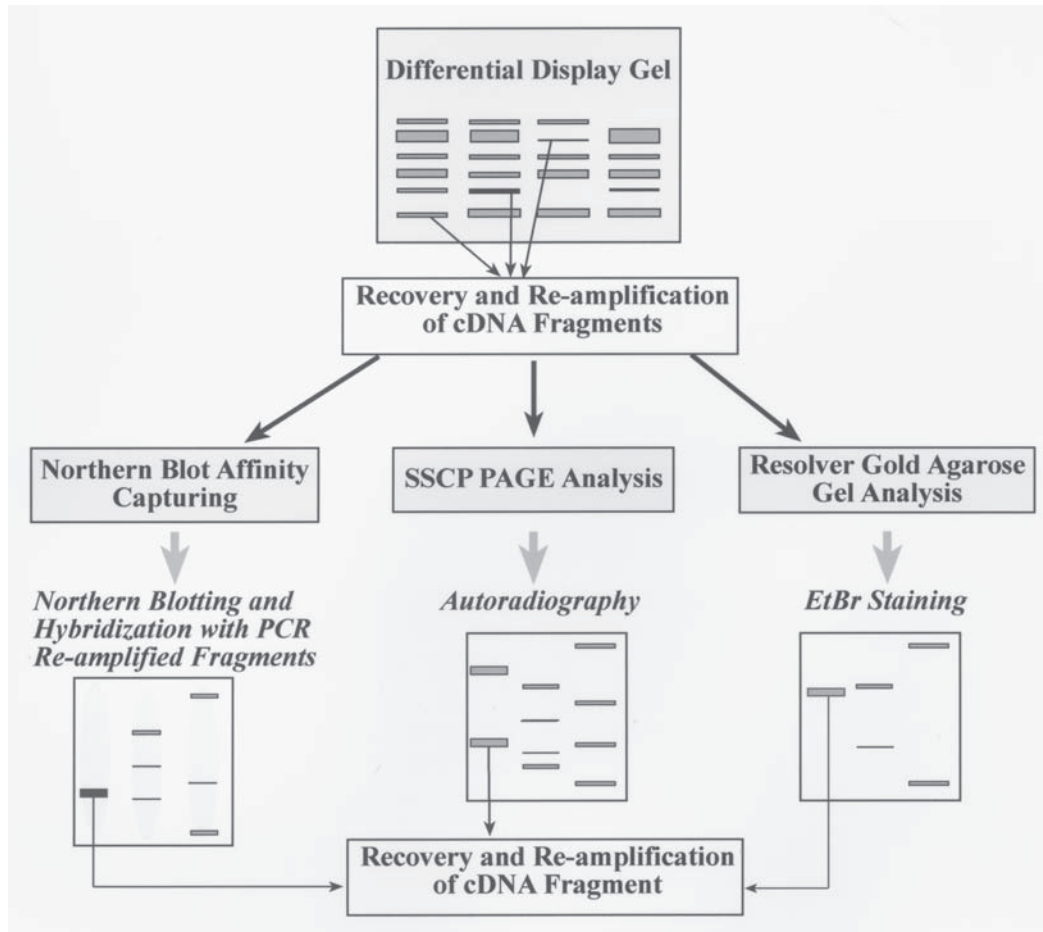 Differential Display Gel
Recovery and Re-amplification
of cDNA Fragments
Northern Blot Affinity
Capturing
SSCP PAGE Analysis
Resolver Gold Agarose
Gel Analysis
Northern Blotting and
Hybridization with PCR
Re-amplified Fragments
Autoradiography
EtBr Staining
Recovery and Re-amplification
of cDNA Fragment